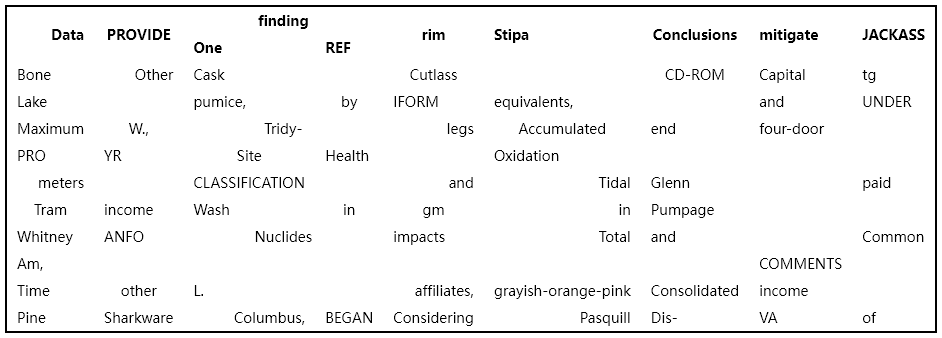 finding
Data PROVIDE rim Stipa Conclusions mitigate JACKASS
One REF
Bone Other Cask Cutlass CD-ROM Capital tg
Lake pumice, by IFORM equivalents, and UNDER
Maximum W., Tridy- legs Accumulated end four-door
PRO YR Site Health Oxidation
meters CLASSIFICATION and Tidal Glenn paid
Tram income Wash in gm in Pumpage
Whitney ANFO Nuclides impacts Total and Common
Am, COMMENTS
Time other L. affiliates, grayish-orange-pink Consolidated income
Pine Sharkware Columbus, BEGAN Considering Pasquill Dis- VA of